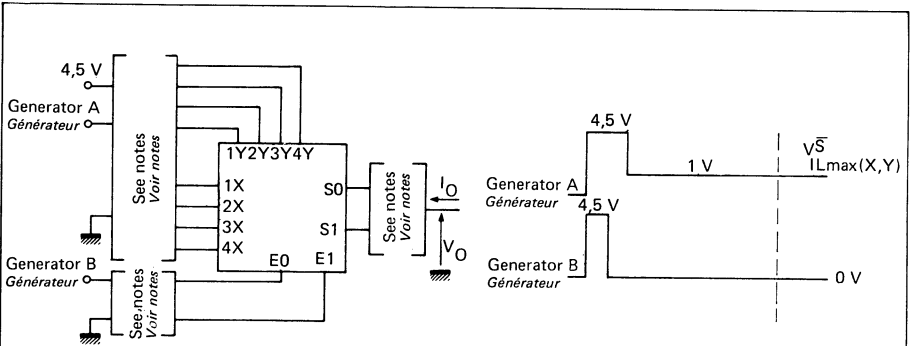 4,5 V
Generator A
Générateur
See notes
Voir notes
1Y2Y3Y4Y
1X
2X
3X
4X
S0
S1
E0 E1
See notes
Voir notes
IO
VO
Generator B
Générateur
See.notes
Voir notes
4,5 V
1 V
VS̅
ILmax(X,Y)
Generator A
Générateur
4,5 V
Generator B
Générateur
0 V